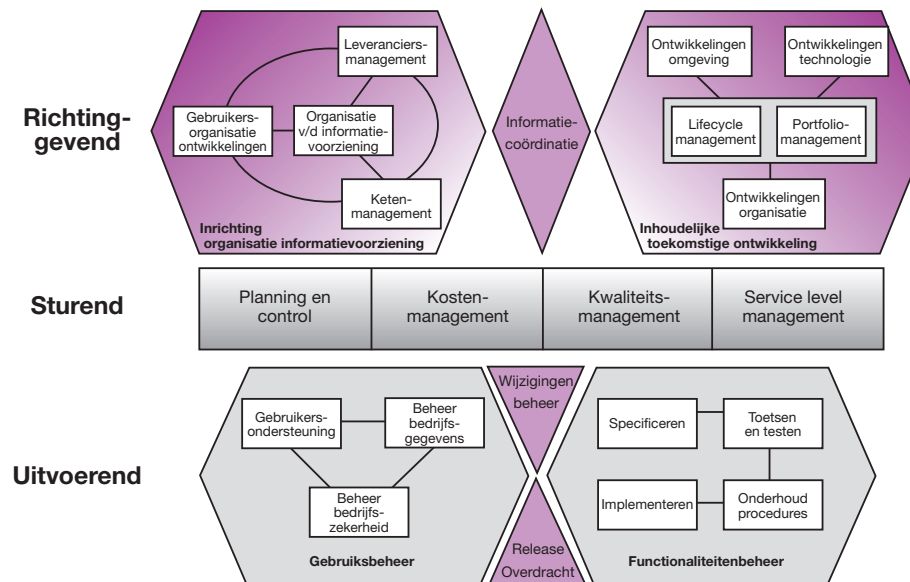 Richting-
gevend
Leveranciers-
management
Gebruikers-
organisatie
ontwikkelingen
Organisatie
v/d informatie-
voorziening
Keten-
management
Inrichting
organisatie informatievoorziening
Informatie-
coördinatie
Ontwikkelingen
omgeving
Ontwikkelingen
technologie
Lifecycle
management
Portfolio-
management
Ontwikkelingen
organisatie
Inhoudelijke
toekomstige ontwikkeling
Sturend
Planning en
control
Kosten-
management
Kwaliteits-
management
Service level
management
Uitvoerend
Gebruikers-
ondersteuning
Beheer
bedrijfs-
gegevens
Beheer
bedrijfs-
zekerheid
Gebruiksbeheer
Wijzigingen
beheer
Release
Overdracht
Specificeren
Toetsen
en testen
Implementeren
Onderhoud
procedures
Functionaliteitenbeheer